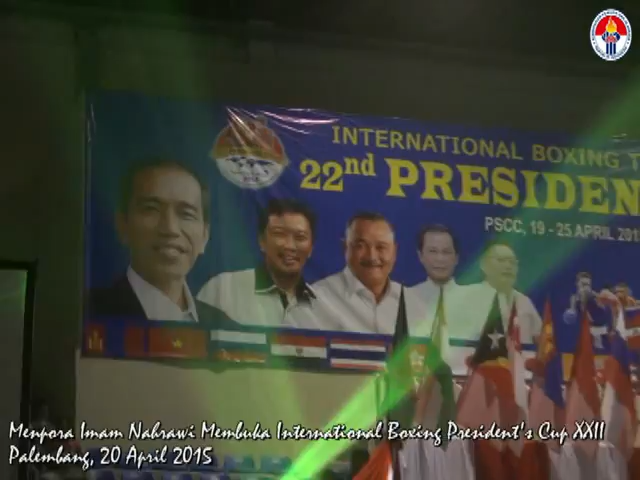 INTERNATIONAL BOXING T
22nd PRESIDEN
PSCC, 19 - 25 APRIL 201
Menpora Imam Nahrawi Membuka International Boxing President's Cup XXII
Palembang, 20 April 2015